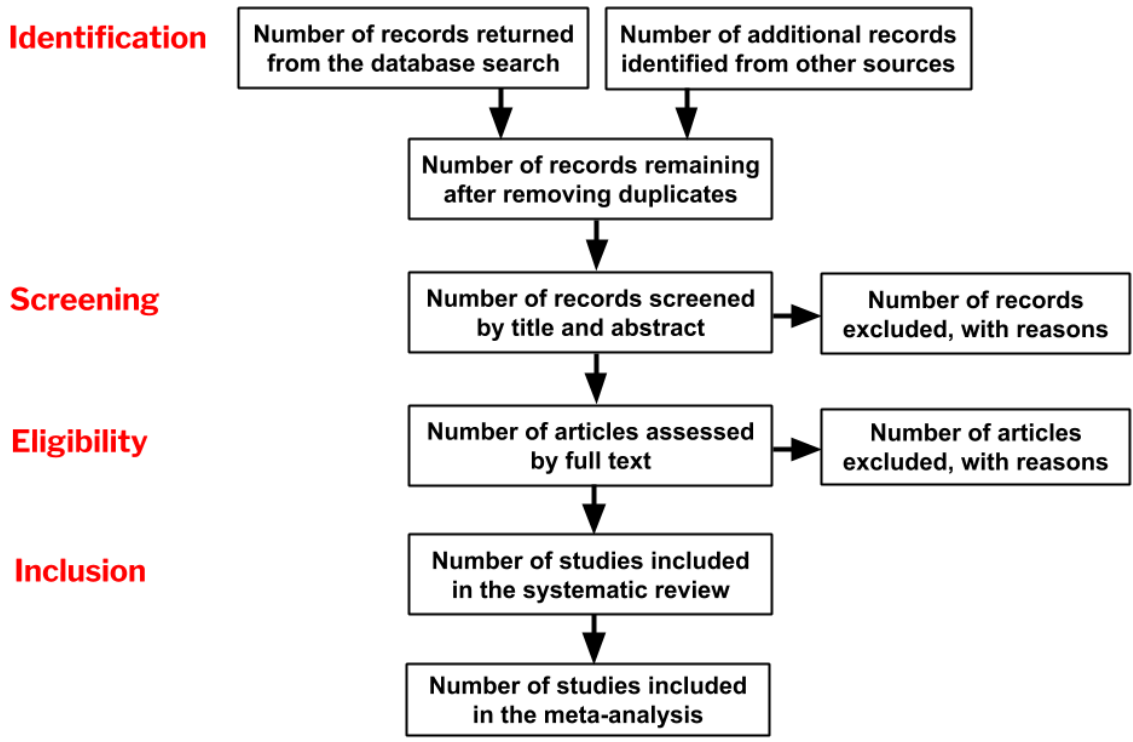 Identification
Number of records returned
from the database search
Number of additional records
identified from other sources
Number of records remaining
after removing duplicates
Screening
Number of records screened
by title and abstract
Number of records
excluded, with reasons
Eligibility
Number of articles assessed
by full text
Number of articles
excluded, with reasons
Inclusion
Number of studies included
in the systematic review
Number of studies included
in the meta-analysis